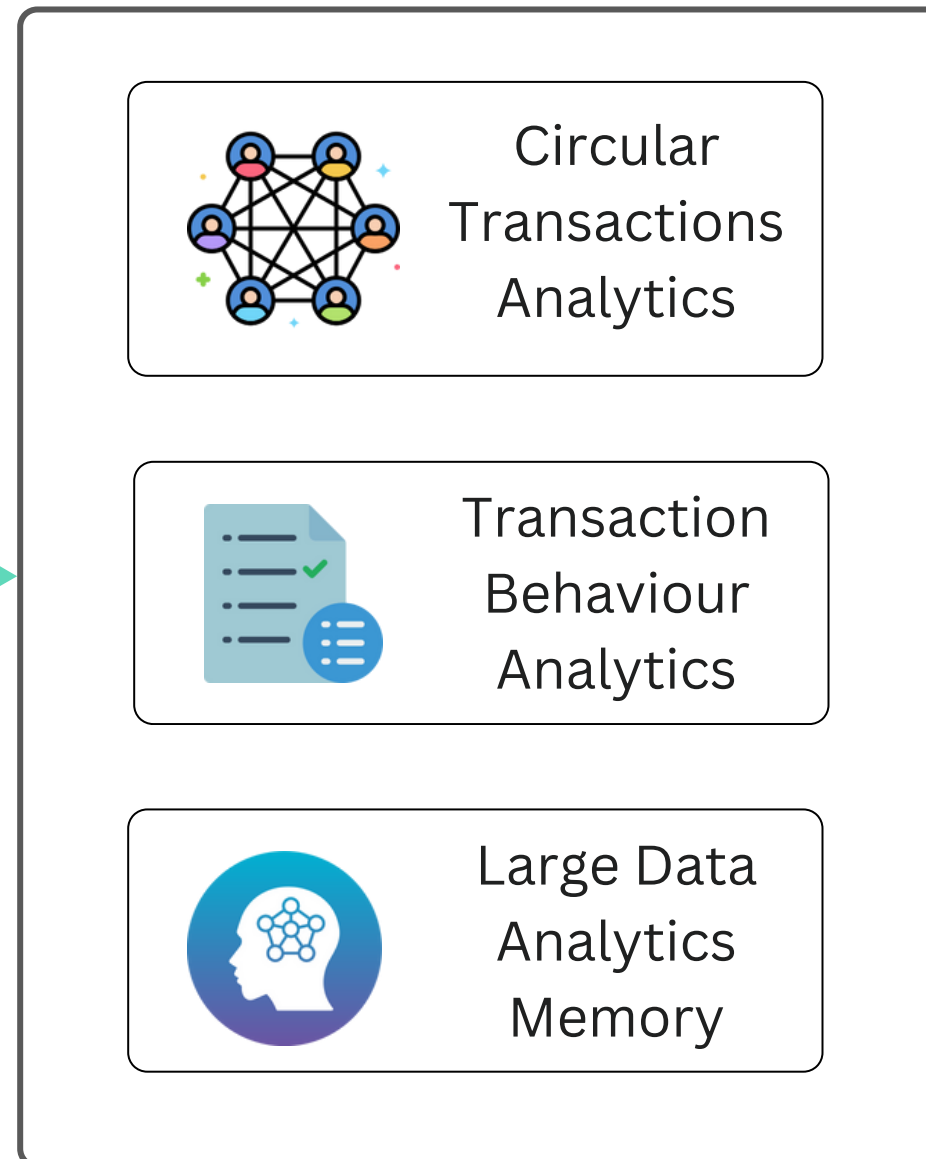 Circular
Transactions
Analytics
Transaction
Behaviour
Analytics
Large Data
Analytics
Memory